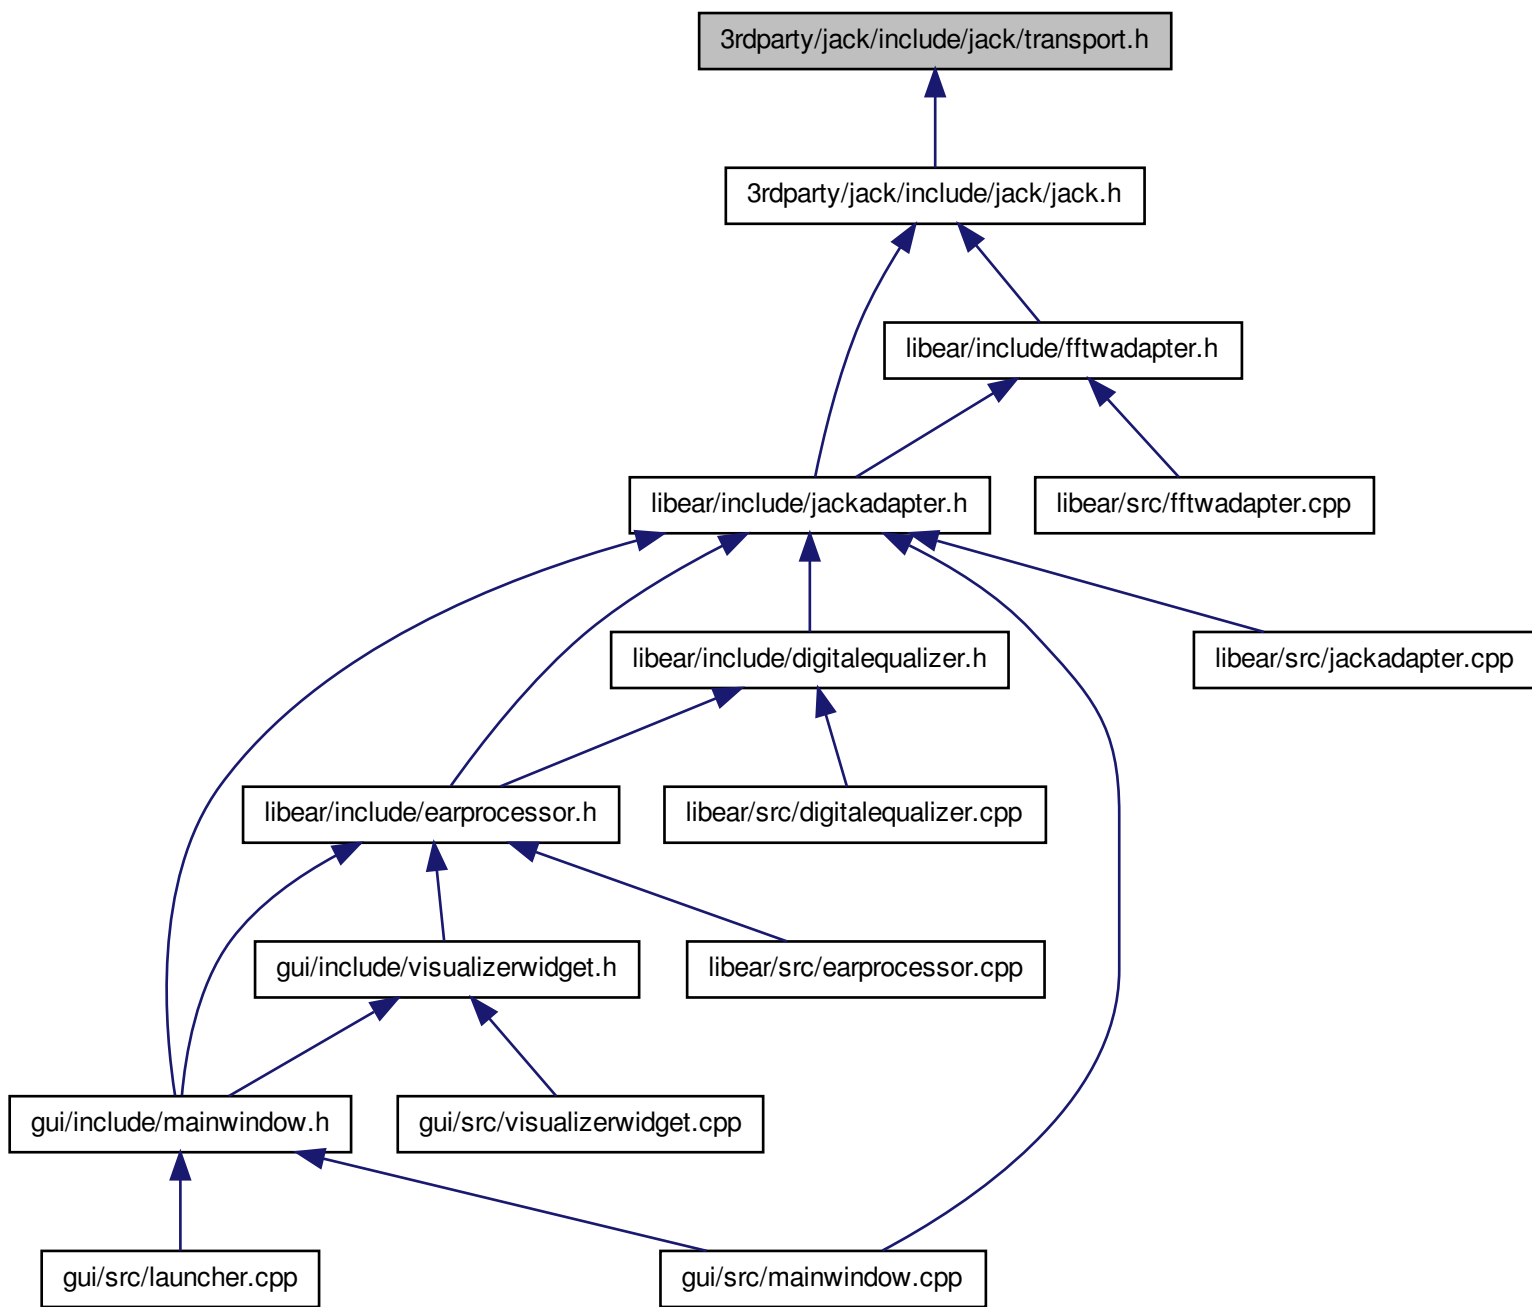 3rdparty/jack/include/jack/transport.h
3rdparty/jack/include/jack/jack.h
libear/include/fftwadapter.h
libear/include/jackadapter.h
libear/src/fftwadapter.cpp
libear/include/digitalequalizer.h
libear/src/jackadapter.cpp
libear/include/earprocessor.h
libear/src/digitalequalizer.cpp
gui/include/visualizerwidget.h
libear/src/earprocessor.cpp
gui/include/mainwindow.h
gui/src/visualizerwidget.cpp
gui/src/launcher.cpp
gui/src/mainwindow.cpp